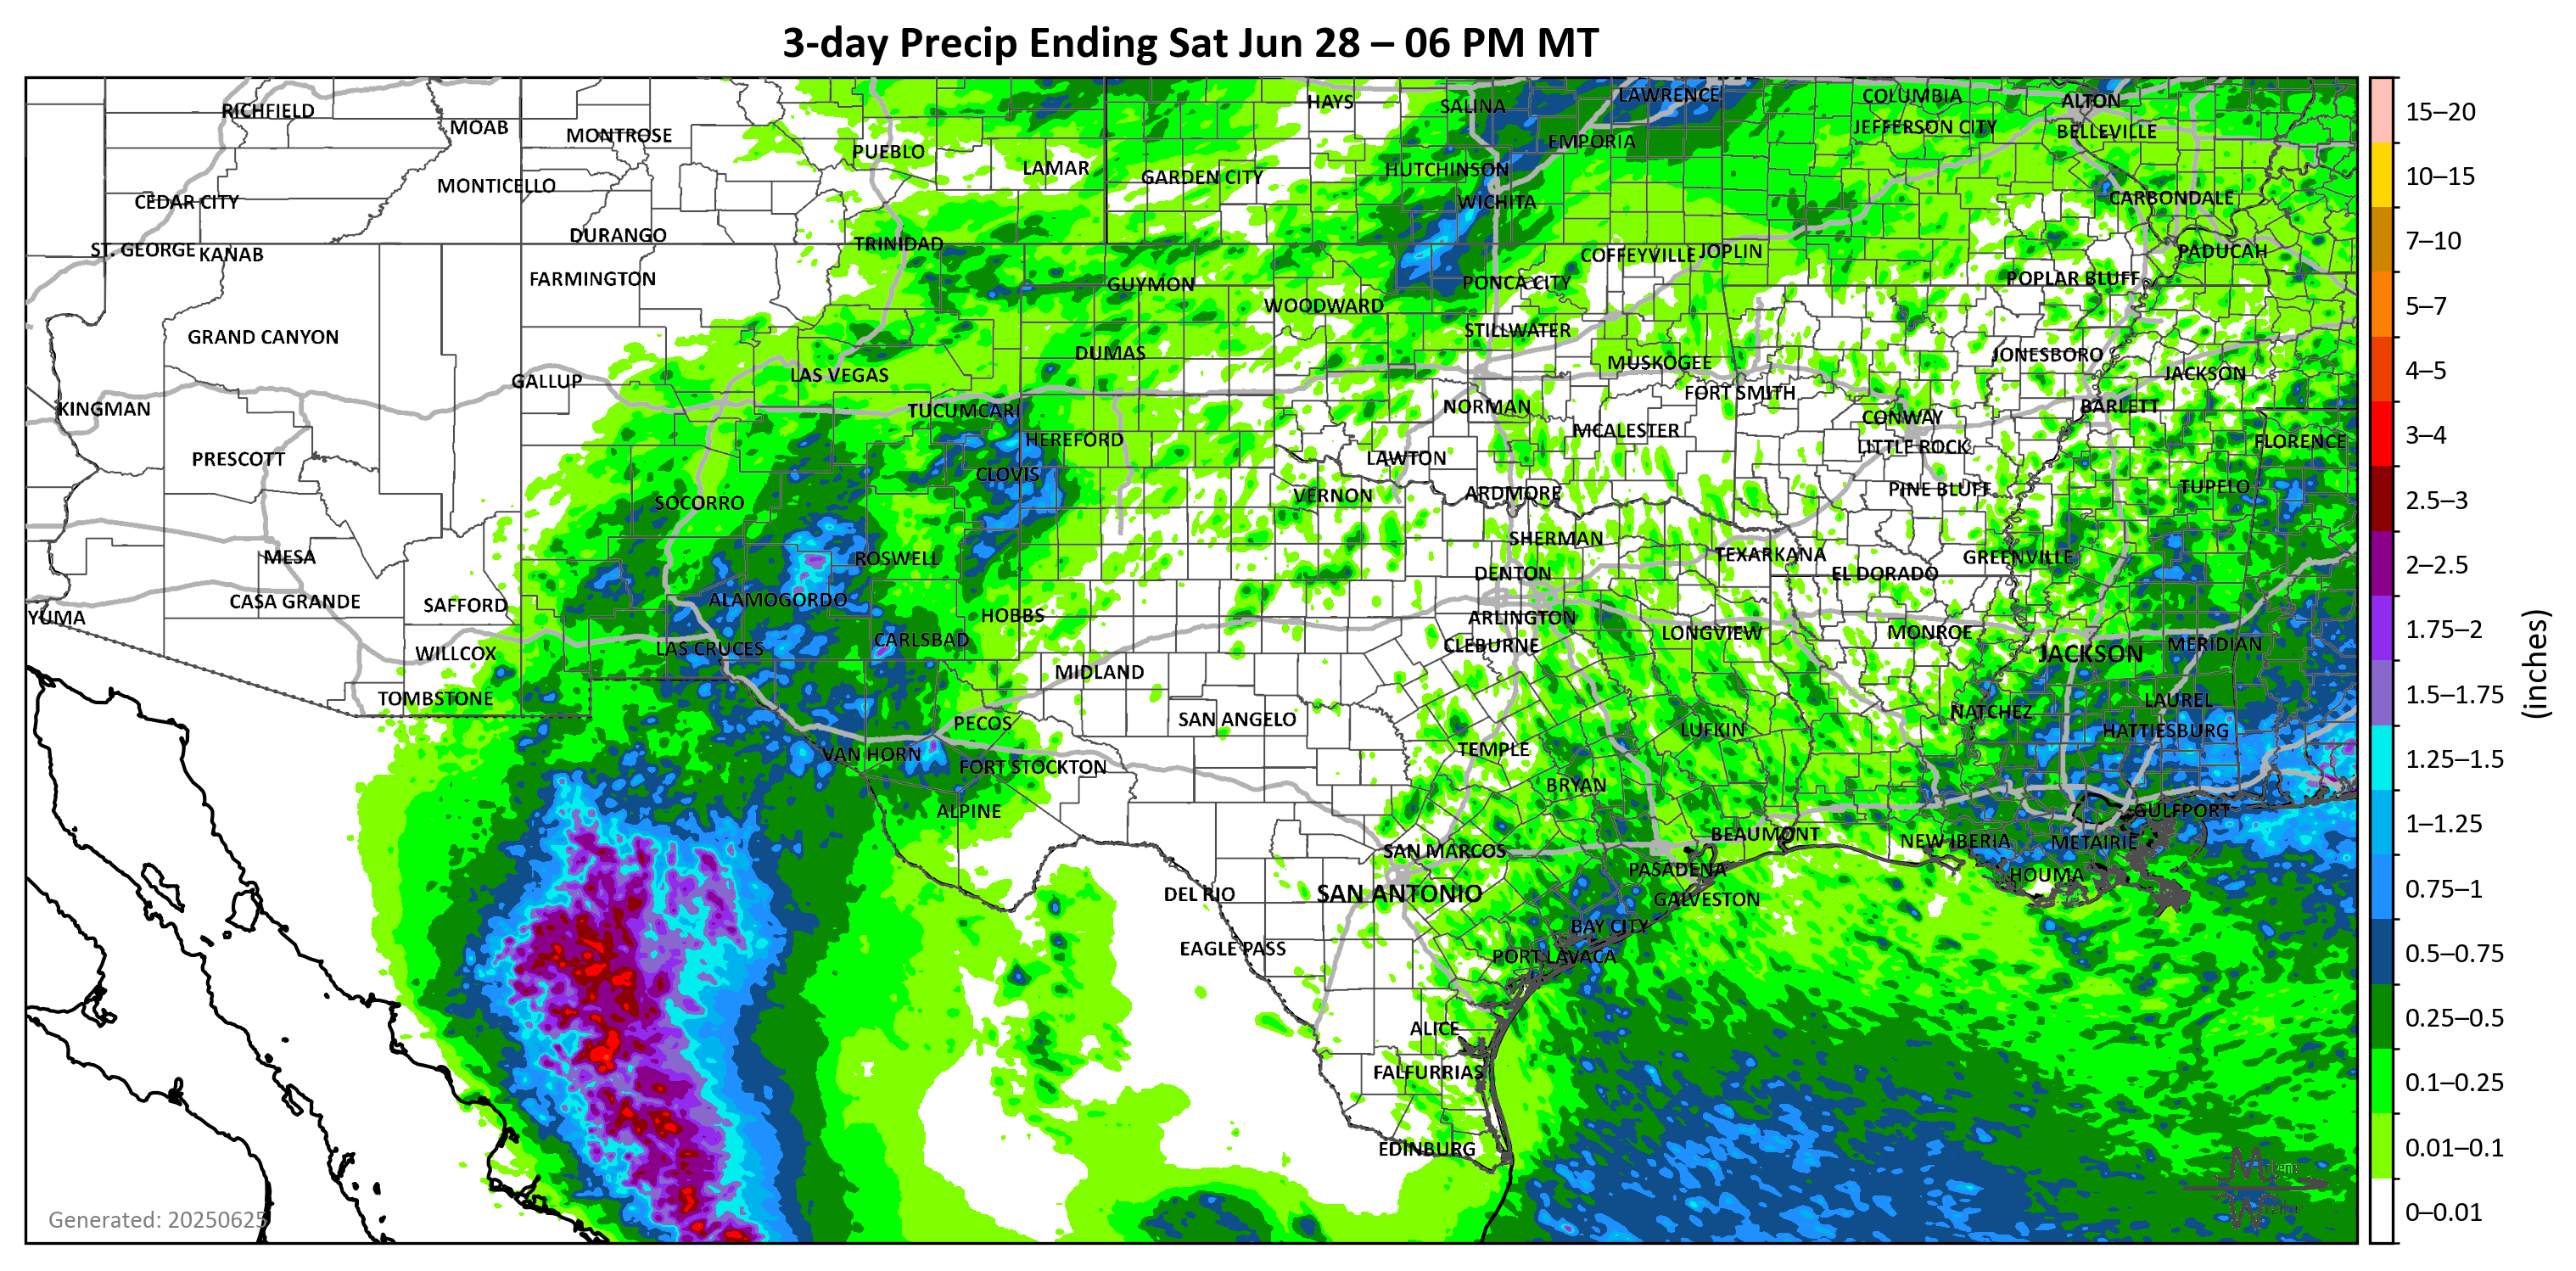 3-day Precip Ending Sat Jun 28 – 06 PM MT
RICHFIELD
MOAB
MONTROSE
PUEBLO
LAMAR
GARDEN CITY
HAYS
SALINA
LAWRENCE
EMPORIA
COLUMBIA
JEFFERSON CITY
ALTON
BELLEVILLE
HUTCHINSON
CEDAR CITY
MONTICELLO
WICHITA
CARBONDALE
ST. GEORGE
KANAB
DURANGO
TRINIDAD
COFFEYVILLE
JOPLIN
PADUCAH
FARMINGTON
GUYMON
WOODWARD
PONCA CITY
POPLAR BLUFF
GRAND CANYON
DUMAS
STILLWATER
MUSKOGEE
JONESBORO
JACKSON
GALLUP
LAS VEGAS
FORT SMITH
KINGMAN
TUCUMCARI
NORMAN
CONWAY
BARLETT
PRESCOTT
HEREFORD
MCALESTER
LITTLE ROCK
FLORENCE
CLOVIS
LAWTON
SOCORRO
VERNON
ARDMORE
PINE BLUFF
TUPELO
MESA
ROSWELL
SHERMAN
TEXARKANA
GREENVILLE
CASA GRANDE
SAFFORD
ALAMOGORDO
DENTON
EL DORADO
YUMA
HOBBS
ARLINGTON
WILLCOX
LAS CRUCES
CARLSBAD
CLEBURNE
LONGVIEW
MONROE
JACKSON
MERIDIAN
TOMBSTONE
MIDLAND
PECOS
SAN ANGELO
LUFKIN
NATCHEZ
LAUREL
HATTIESBURG
VAN HORN
FORT STOCKTON
TEMPLE
ALPINE
BRYAN
GULFPORT
SAN MARCOS
BEAUMONT
NEW IBERIA
METAIRIE
DEL RIO
SAN ANTONIO
PASADENA
GALVESTON
HOUMA
EAGLE PASS
BAY CITY
PORT LAVACA
ALICE
FALFURRIAS
EDINBURG
Generated: 20250625
15–20
10–15
7–10
5–7
4–5
3–4
2.5–3
2–2.5
1.75–2
1.5–1.75
1.25–1.5
1–1.25
0.75–1
0.5–0.75
0.25–0.5
0.1–0.25
0.01–0.1
0–0.01
(inches)